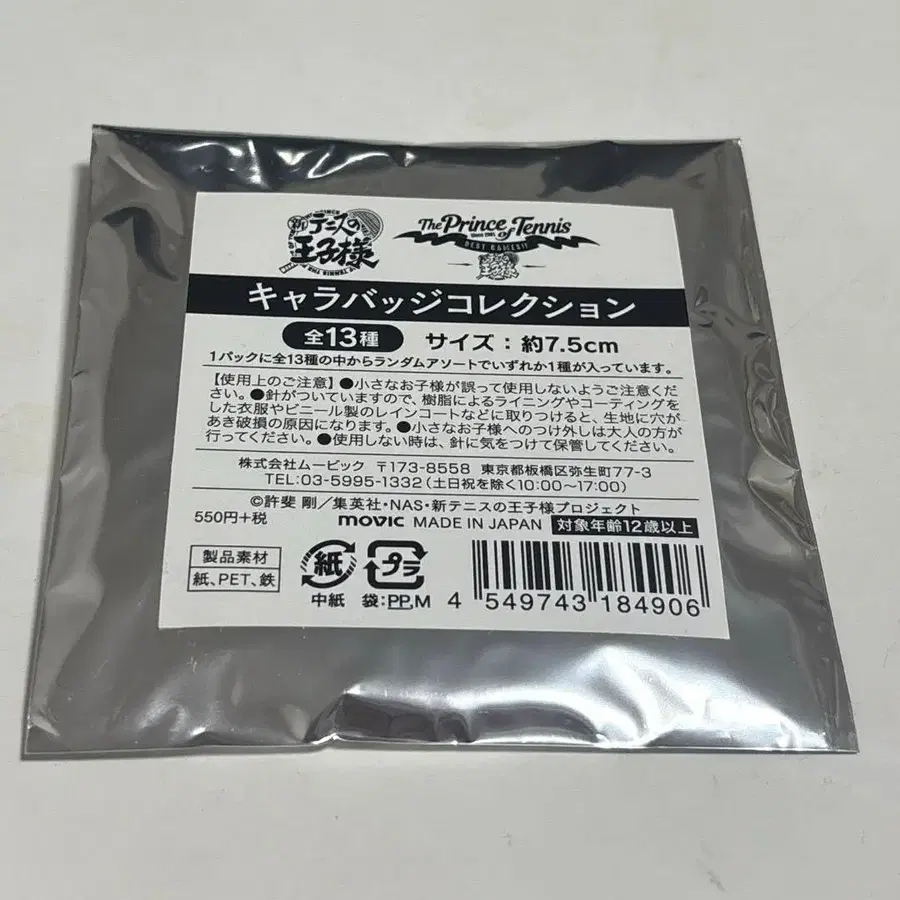 新テニスの王子様
The Prince of Tennis
BEST GAMES!!
キャラバッジコレクション
全13種 サイズ：約7.5cm
1パックに全13種の中からランダムアソートでいずれか1種が入っています。
【使用上のご注意】●小さなお子様が誤って使用しないようご注意くだ
さい。●針がついていますので、樹脂によるライニングやコーティングを
した衣服やビニール製のレインコートなどに取りつけると、生地に穴が
あき破損の原因になります。●小さなお子様へのつけ外しは大人の方が
行ってください。●使用しない時は、針に気をつけて保管してください。
株式会社ムービック 〒173-8558 東京都板橋区弥生町77-3
TEL:03-5995-1332(土日祝を除く10:00～17:00)
©許斐 剛／集英社・NAS・新テニスの王子様プロジェクト
550円+税 movic MADE IN JAPAN 対象年齢12歳以上
製品素材
紙、PET、鉄
紙
プラ
中紙 袋：PP,M
4 549743 184906